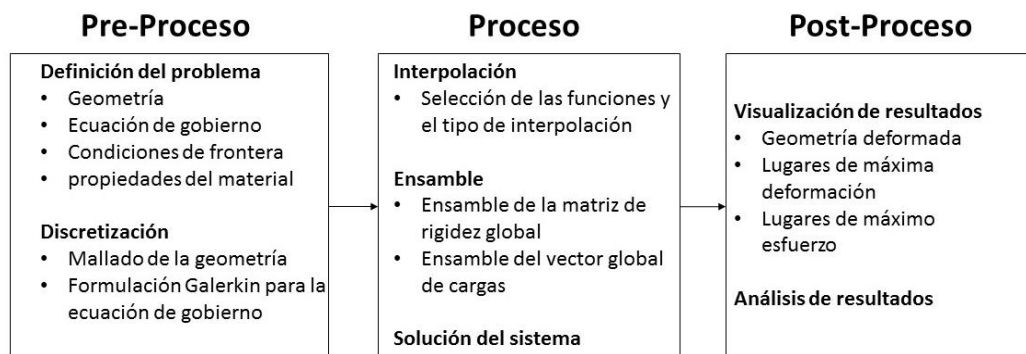 Pre-Proceso
Definición del problema
• Geometría
• Ecuación de gobierno
• Condiciones de frontera
• propiedades del material
Discretización
• Mallado de la geometría
• Formulación Galerkin para la
ecuación de gobierno
Proceso
Interpolación
• Selección de las funciones y
el tipo de interpolación
Ensamble
• Ensamble de la matriz de
rigidez global
• Ensamble del vector global
de cargas
Solución del sistema
Post-Proceso
Visualización de resultados
• Geometría deformada
• Lugares de máxima
deformación
• Lugares de máximo
esfuerzo
Análisis de resultados